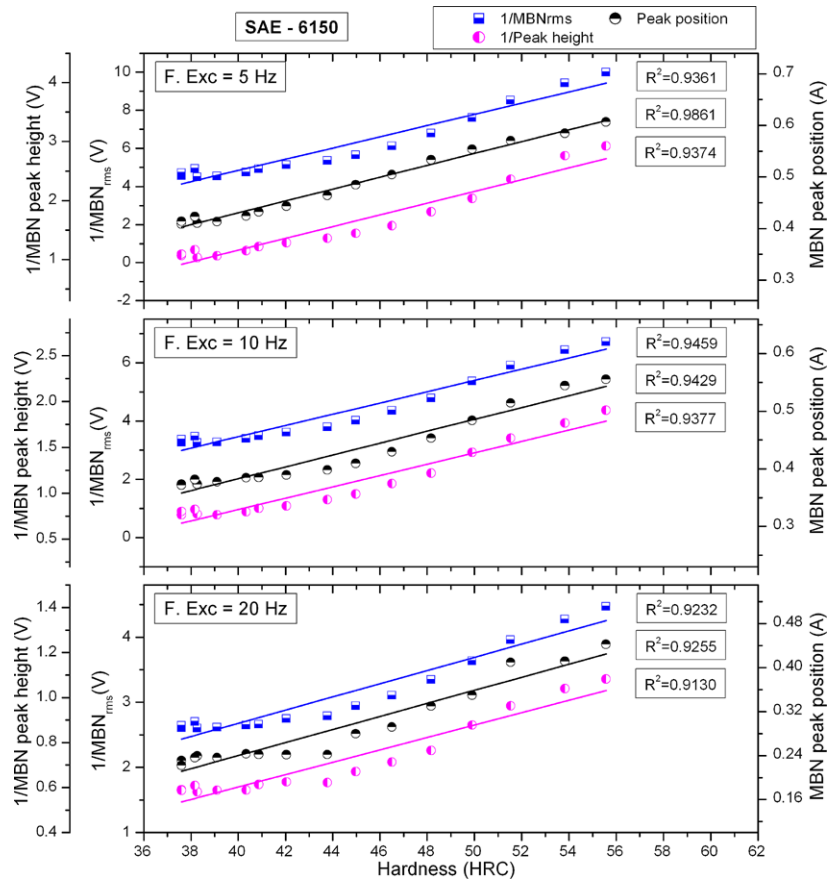 SAE - 6150
1/MBNrms
Peak position
1/Peak height
F. Exc = 5 Hz
R²=0.9361
R²=0.9861
R²=0.9374
1/MBN peak height (V)
4
3
2
1
1/MBNrms (V)
10
8
6
4
2
0
-2
MBN peak position (A)
0.7
0.6
0.5
0.4
0.3
F. Exc = 10 Hz
R²=0.9459
R²=0.9429
R²=0.9377
1/MBN peak height (V)
2.5
2.0
1.5
1.0
0.5
1/MBNrms (V)
6
4
2
0
MBN peak position (A)
0.6
0.5
0.4
0.3
F. Exc = 20 Hz
R²=0.9232
R²=0.9255
R²=0.9130
1/MBN peak height (V)
1.4
1.2
1.0
0.8
0.6
0.4
1/MBNrms (V)
4
3
2
1
MBN peak position (A)
0.48
0.40
0.32
0.24
0.16
36 38 40 42 44 46 48 50 52 54 56 58 60 62
Hardness (HRC)